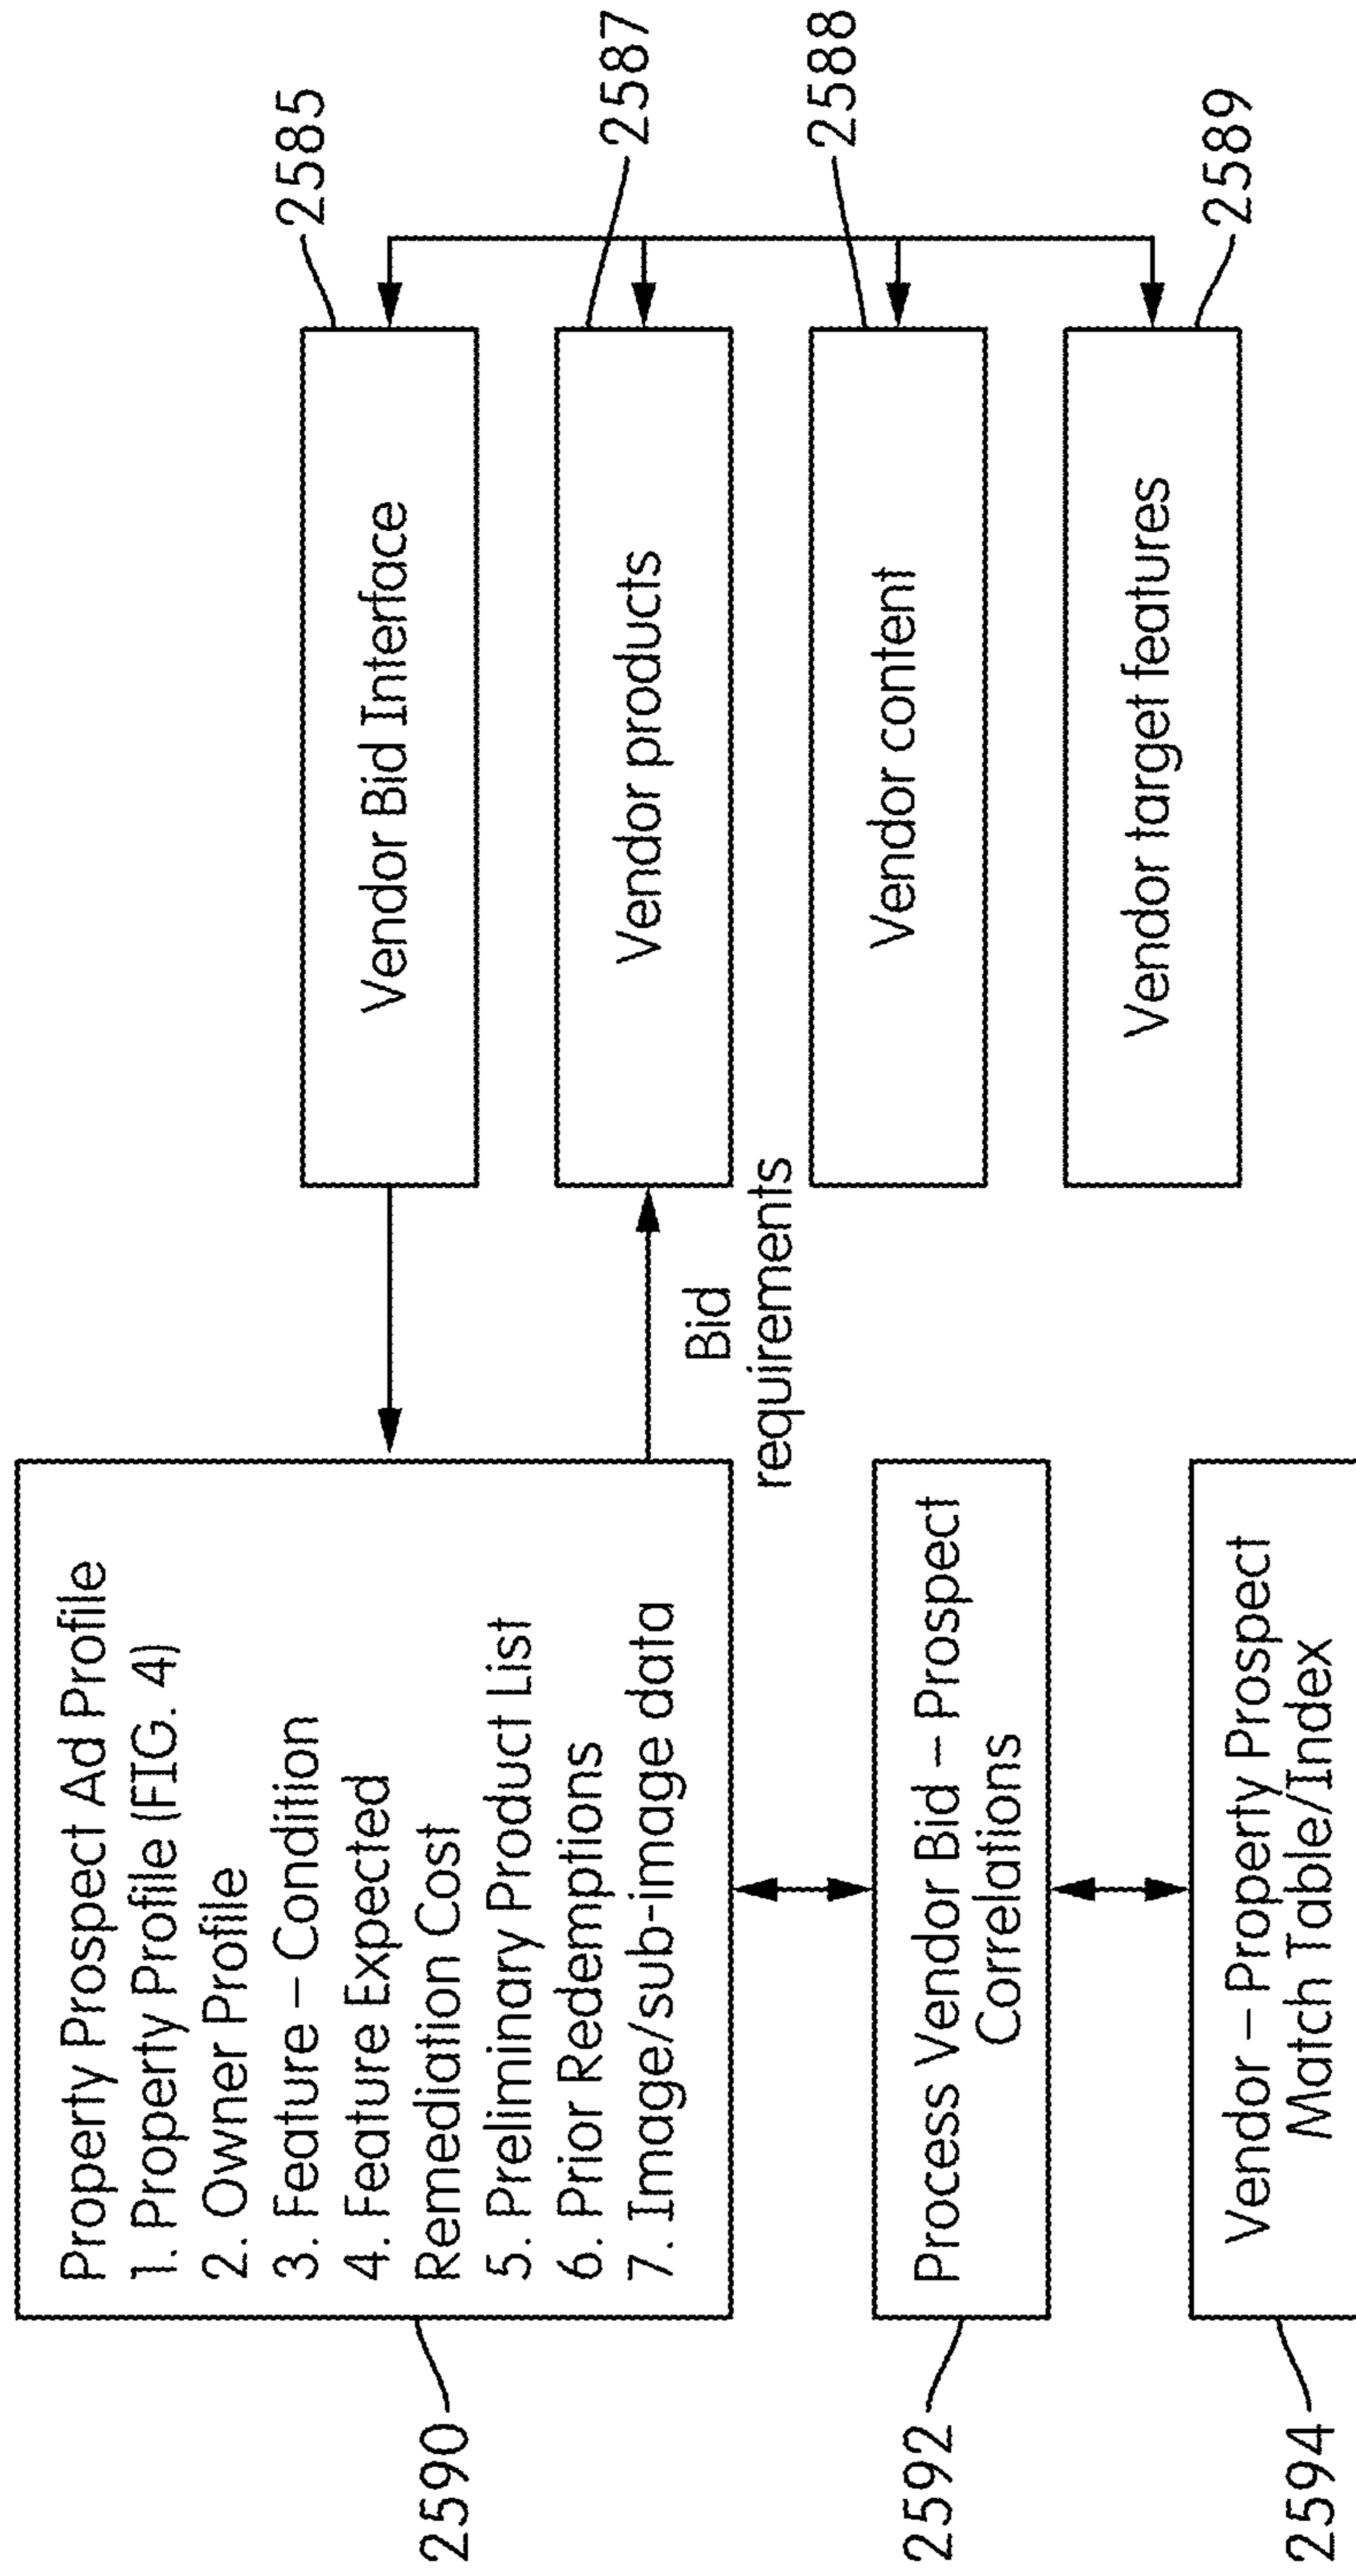 2590
Property Prospect Ad Profile
1. Property Profile (FIG. 4)
2. Owner Profile
3. Feature – Condition
4. Feature Expected
Remediation Cost
5. Preliminary Product List
6. Prior Redemptions
7. Image/sub-image data
2592
Process Vendor Bid – Prospect
Correlations
2594
Vendor – Property Prospect
Match Table/Index
Bid
requirements
Vendor Bid Interface
2585
Vendor products
2587
Vendor content
2588
Vendor target features
2589